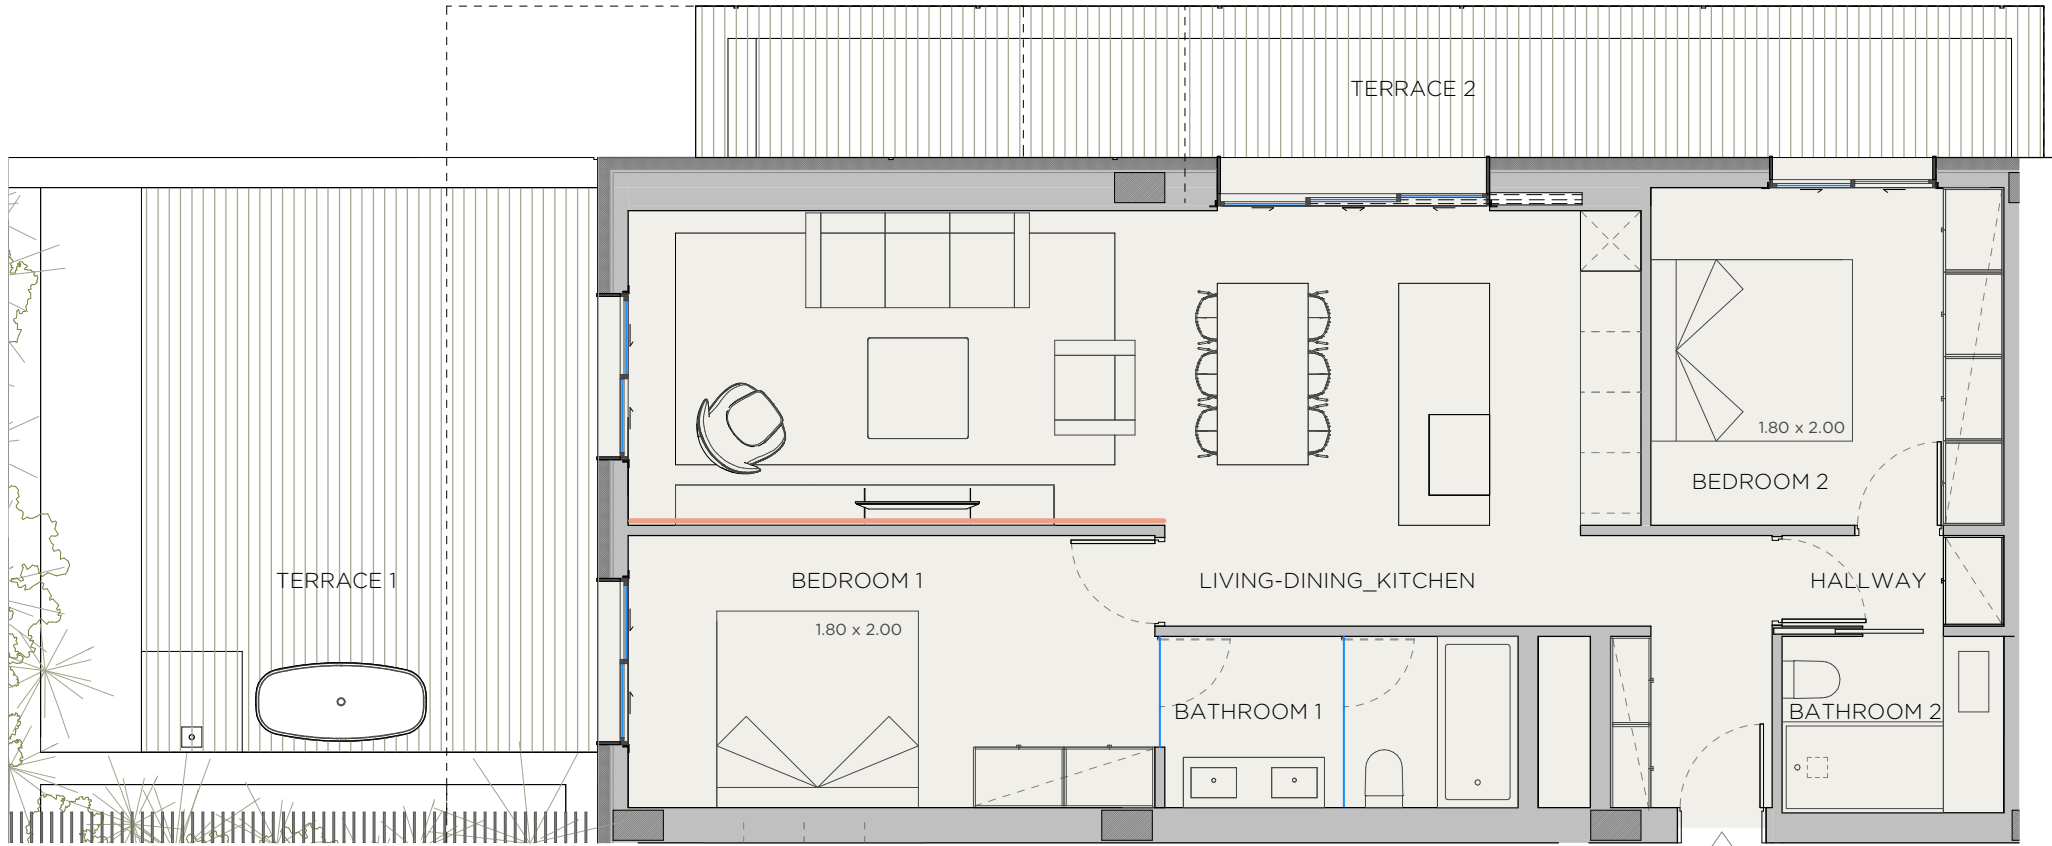 TERRACE 2
1.80 x 2.00
BEDROOM 2
TERRACE 1
BEDROOM 1
LIVING-DINING_KITCHEN
HALLWAY
1.80 x 2.00
BATHROOM 1
BATHROOM 2